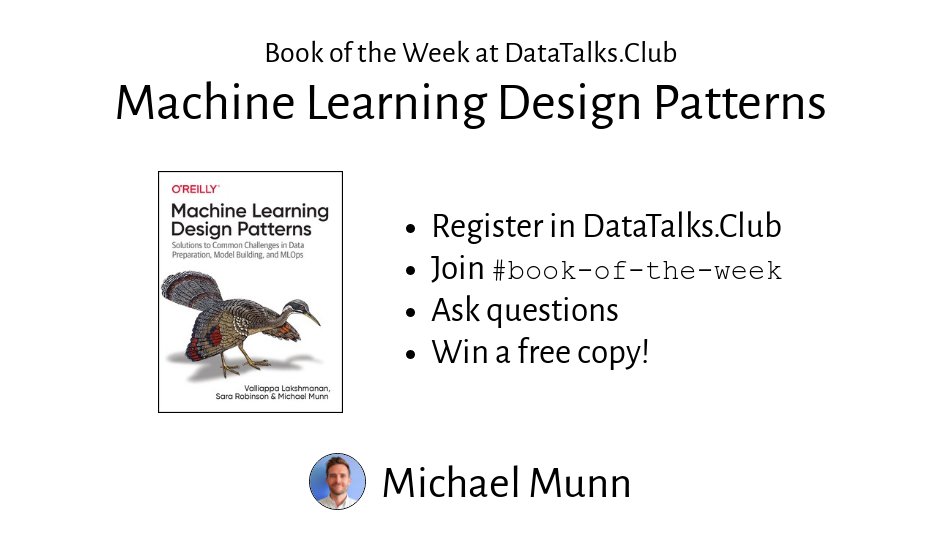 Book of the Week at DataTalks.Club
Machine Learning Design Patterns
O'REILLY
Machine Learning
Design Patterns
Solutions to Common Challenges in Data
Preparation, Model Building, and MLOps
Valliappa Lakshmanan,
Sara Robinson & Michael Munn
• Register in DataTalks.Club
• Join #book-of-the-week
• Ask questions
• Win a free copy!
Michael Munn